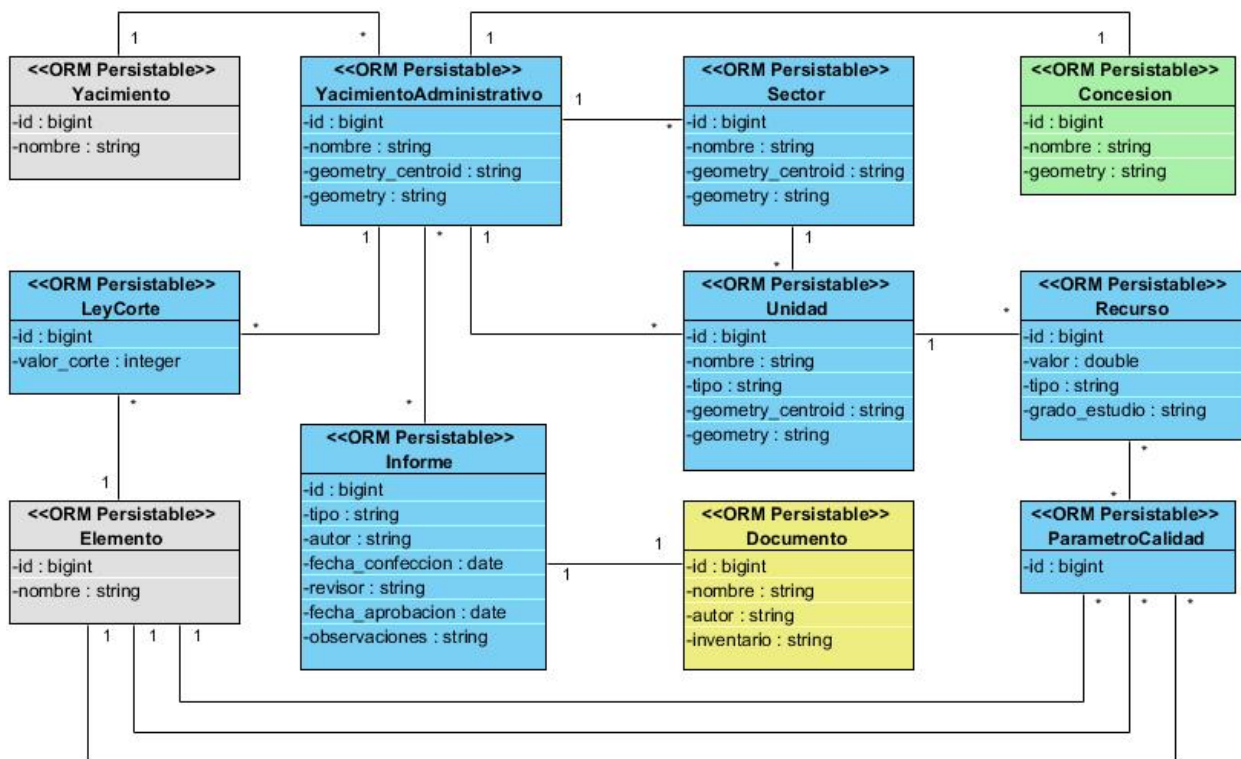 1
*
1
1
<<ORM Persistable>>
Yacimiento
-id : bigint
-nombre : string
<<ORM Persistable>>
YacimientoAdministrativo
-id : bigint
-nombre : string
-geometry_centroid : string
-geometry : string
1
*
<<ORM Persistable>>
Sector
-id : bigint
-nombre : string
-geometry_centroid : string
-geometry : string
<<ORM Persistable>>
Concesion
-id : bigint
-nombre : string
-geometry : string
1
*
1
1
*
<<ORM Persistable>>
LeyCorte
-id : bigint
-valor_corte : integer
*
*
<<ORM Persistable>>
Unidad
-id : bigint
-nombre : string
-tipo : string
-geometry_centroid : string
-geometry : string
*
1
<<ORM Persistable>>
Recurso
-id : bigint
-valor : double
-tipo : string
-grado_estudio : string
*
*
*
*
1
<<ORM Persistable>>
Informe
-id : bigint
-tipo : string
-autor : string
-fecha_confeccion : date
-revisor : string
-fecha_aprobacion : date
-observaciones : string
<<ORM Persistable>>
Elemento
-id : bigint
-nombre : string
1
1
<<ORM Persistable>>
Documento
-id : bigint
-nombre : string
-autor : string
-inventario : string
<<ORM Persistable>>
ParametroCalidad
-id : bigint
*
*
*
1
1
1